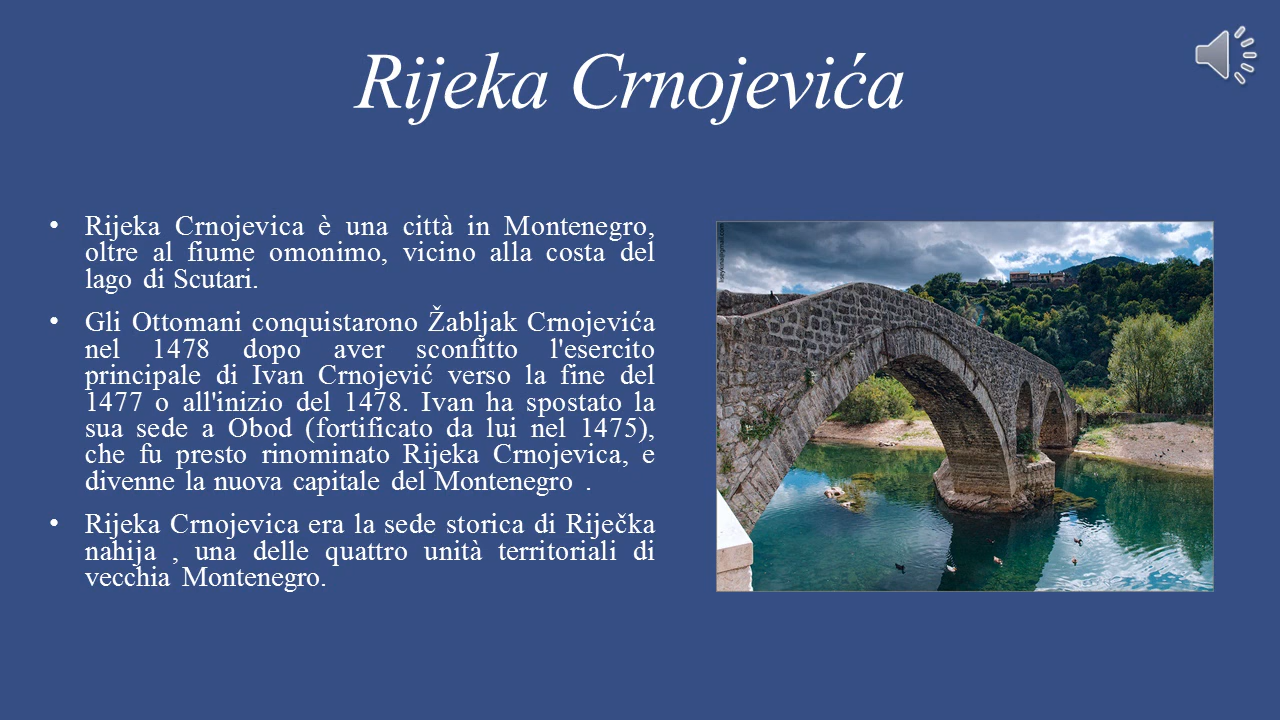 Rijeka Crnojevića
• Rijeka Crnojevica è una città in Montenegro,
oltre al fiume omonimo, vicino alla costa del
lago di Scutari.
• Gli Ottomani conquistarono Žabljak Crnojevića
nel 1478 dopo aver sconfitto l'esercito
principale di Ivan Crnojević verso la fine del
1477 o all'inizio del 1478. Ivan ha spostato la
sua sede a Obod (fortificato da lui nel 1475),
che fu presto rinominato Rijeka Crnojevica, e
divenne la nuova capitale del Montenegro .
• Rijeka Crnojevica era la sede storica di Riječka
nahija , una delle quattro unità territoriali di
vecchia Montenegro.